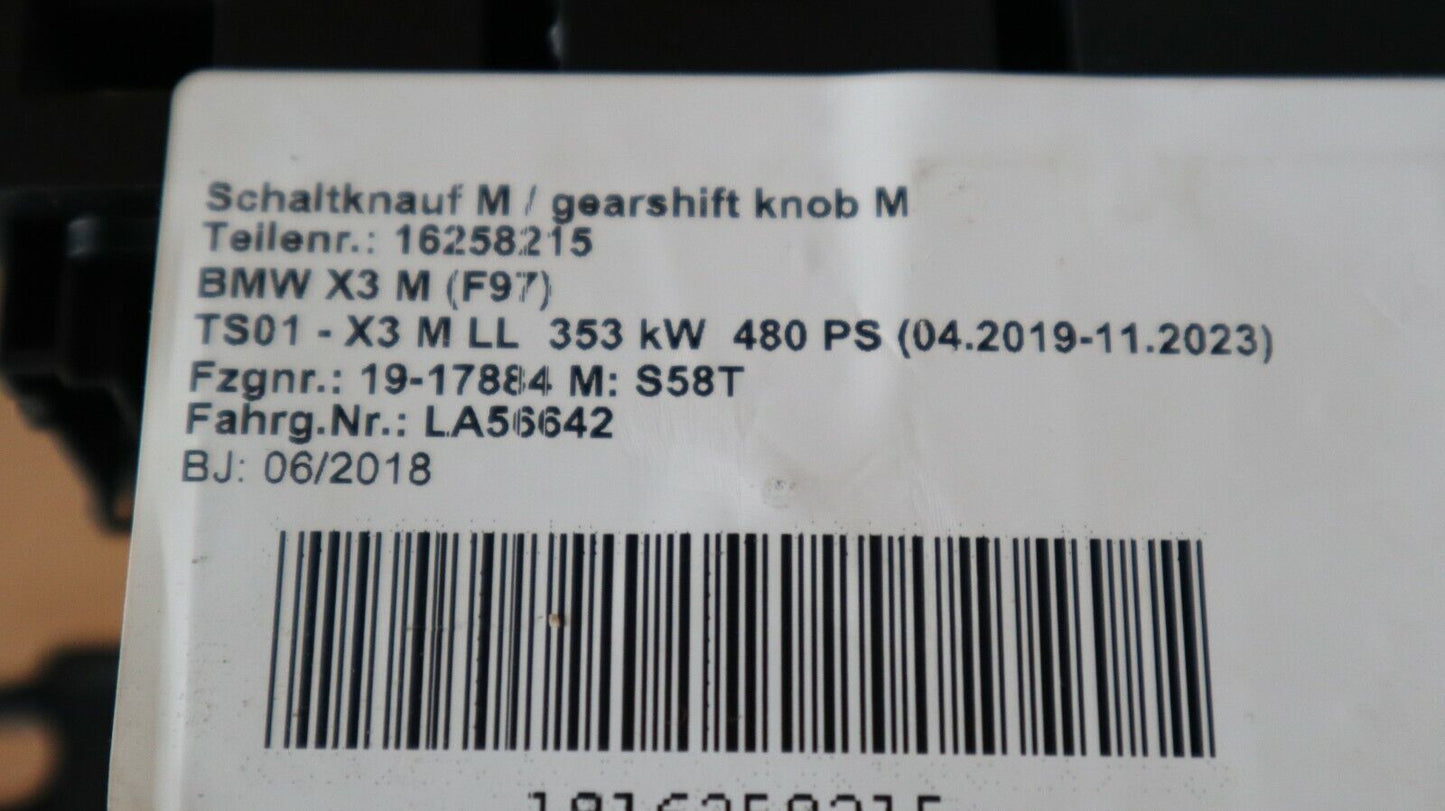 Schaltknauf M / gearshift knob M
Teilenr.: 16258215
BMW X3 M (F97)
TS01 - X3 M LL 353 kW 480 PS (04.2019-11.2023)
Fzgnr.: 19-17884 M: S58T
Fahrg.Nr.: LA56642
BJ: 06/2018
1916258215